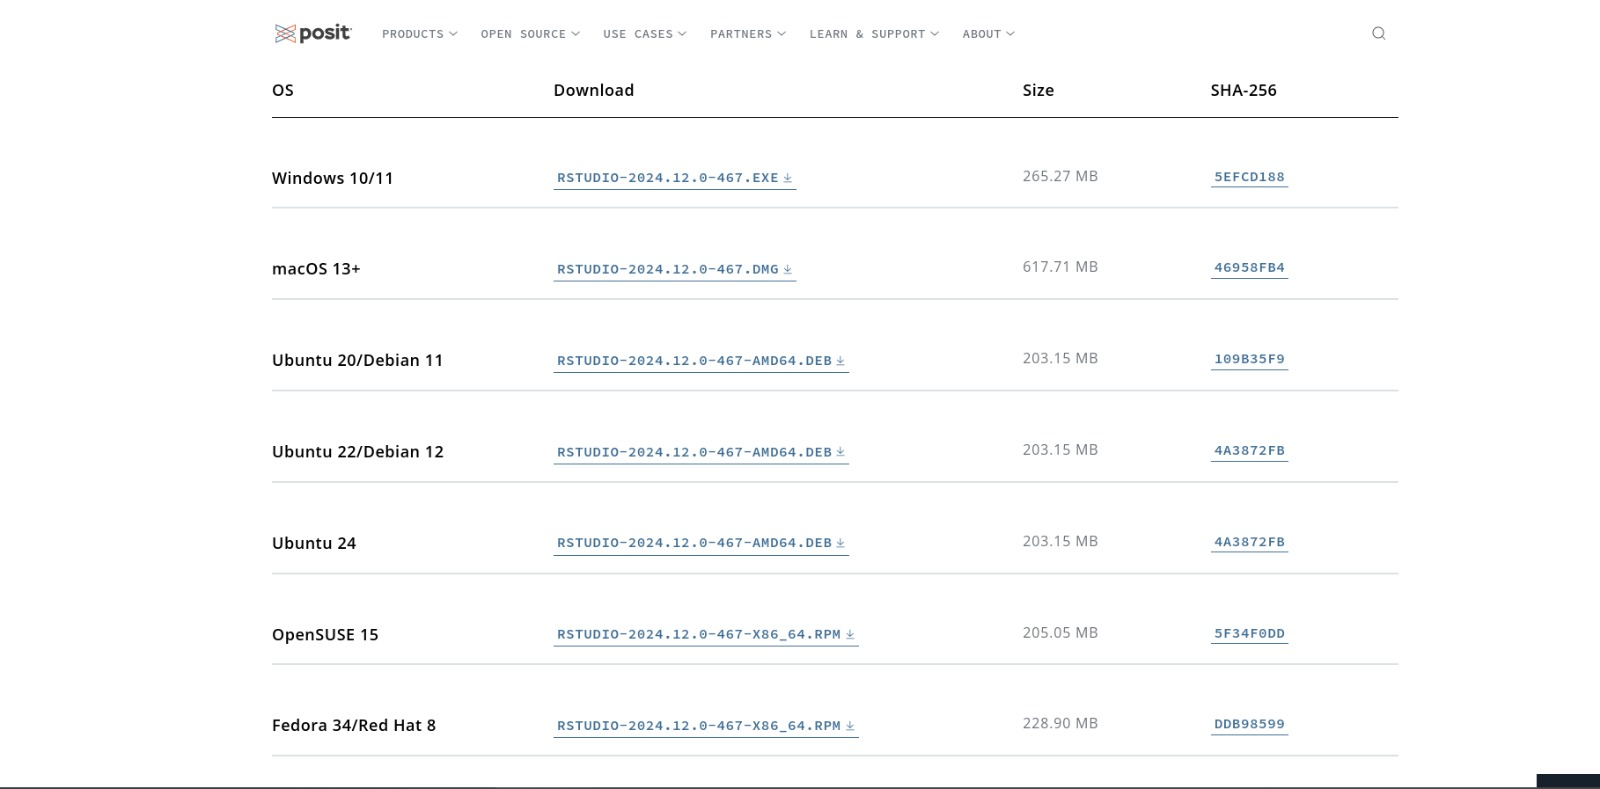 posit PRODUCTS OPEN SOURCE USE CASES PARTNERS LEARN & SUPPORT ABOUT
OS Download Size SHA-256
Windows 10/11 RSTUDIO-2024.12.0-467.EXE 265.27 MB 5EFCD188
macOS 13+ RSTUDIO-2024.12.0-467.DMG 617.71 MB 46958FB4
Ubuntu 20/Debian 11 RSTUDIO-2024.12.0-467-AMD64.DEB 203.15 MB 109B35F9
Ubuntu 22/Debian 12 RSTUDIO-2024.12.0-467-AMD64.DEB 203.15 MB 4A3872FB
Ubuntu 24 RSTUDIO-2024.12.0-467-AMD64.DEB 203.15 MB 4A3872FB
OpenSUSE 15 RSTUDIO-2024.12.0-467-X86_64.RPM 205.05 MB 5F34F0DD
Fedora 34/Red Hat 8 RSTUDIO-2024.12.0-467-X86_64.RPM 228.90 MB DDB98599